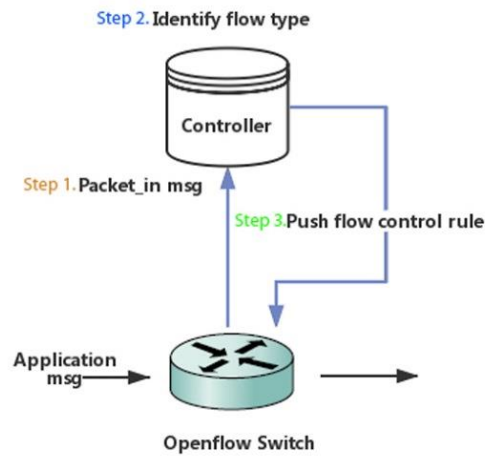 Step 2. Identify flow type
Controller
Step 1. Packet_in msg
Step 3. Push flow control rule
Application
msg
Openflow Switch